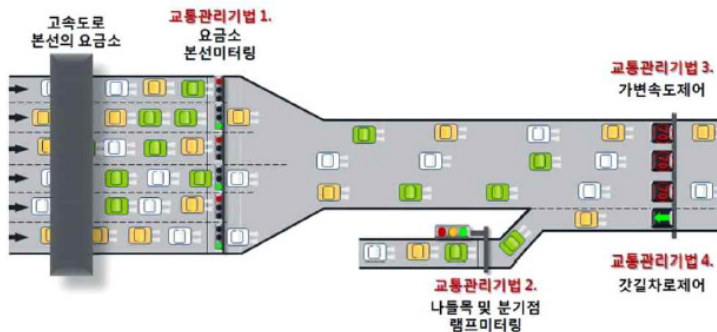 고속도로
본선의 요금소
교통관리기법 1.
요금소
본선미터링
교통관리기법 3.
가변속도제어
70
70
70
교통관리기법 2.
나들목 및 분기점
램프미터링
교통관리기법 4.
갓길차로제어